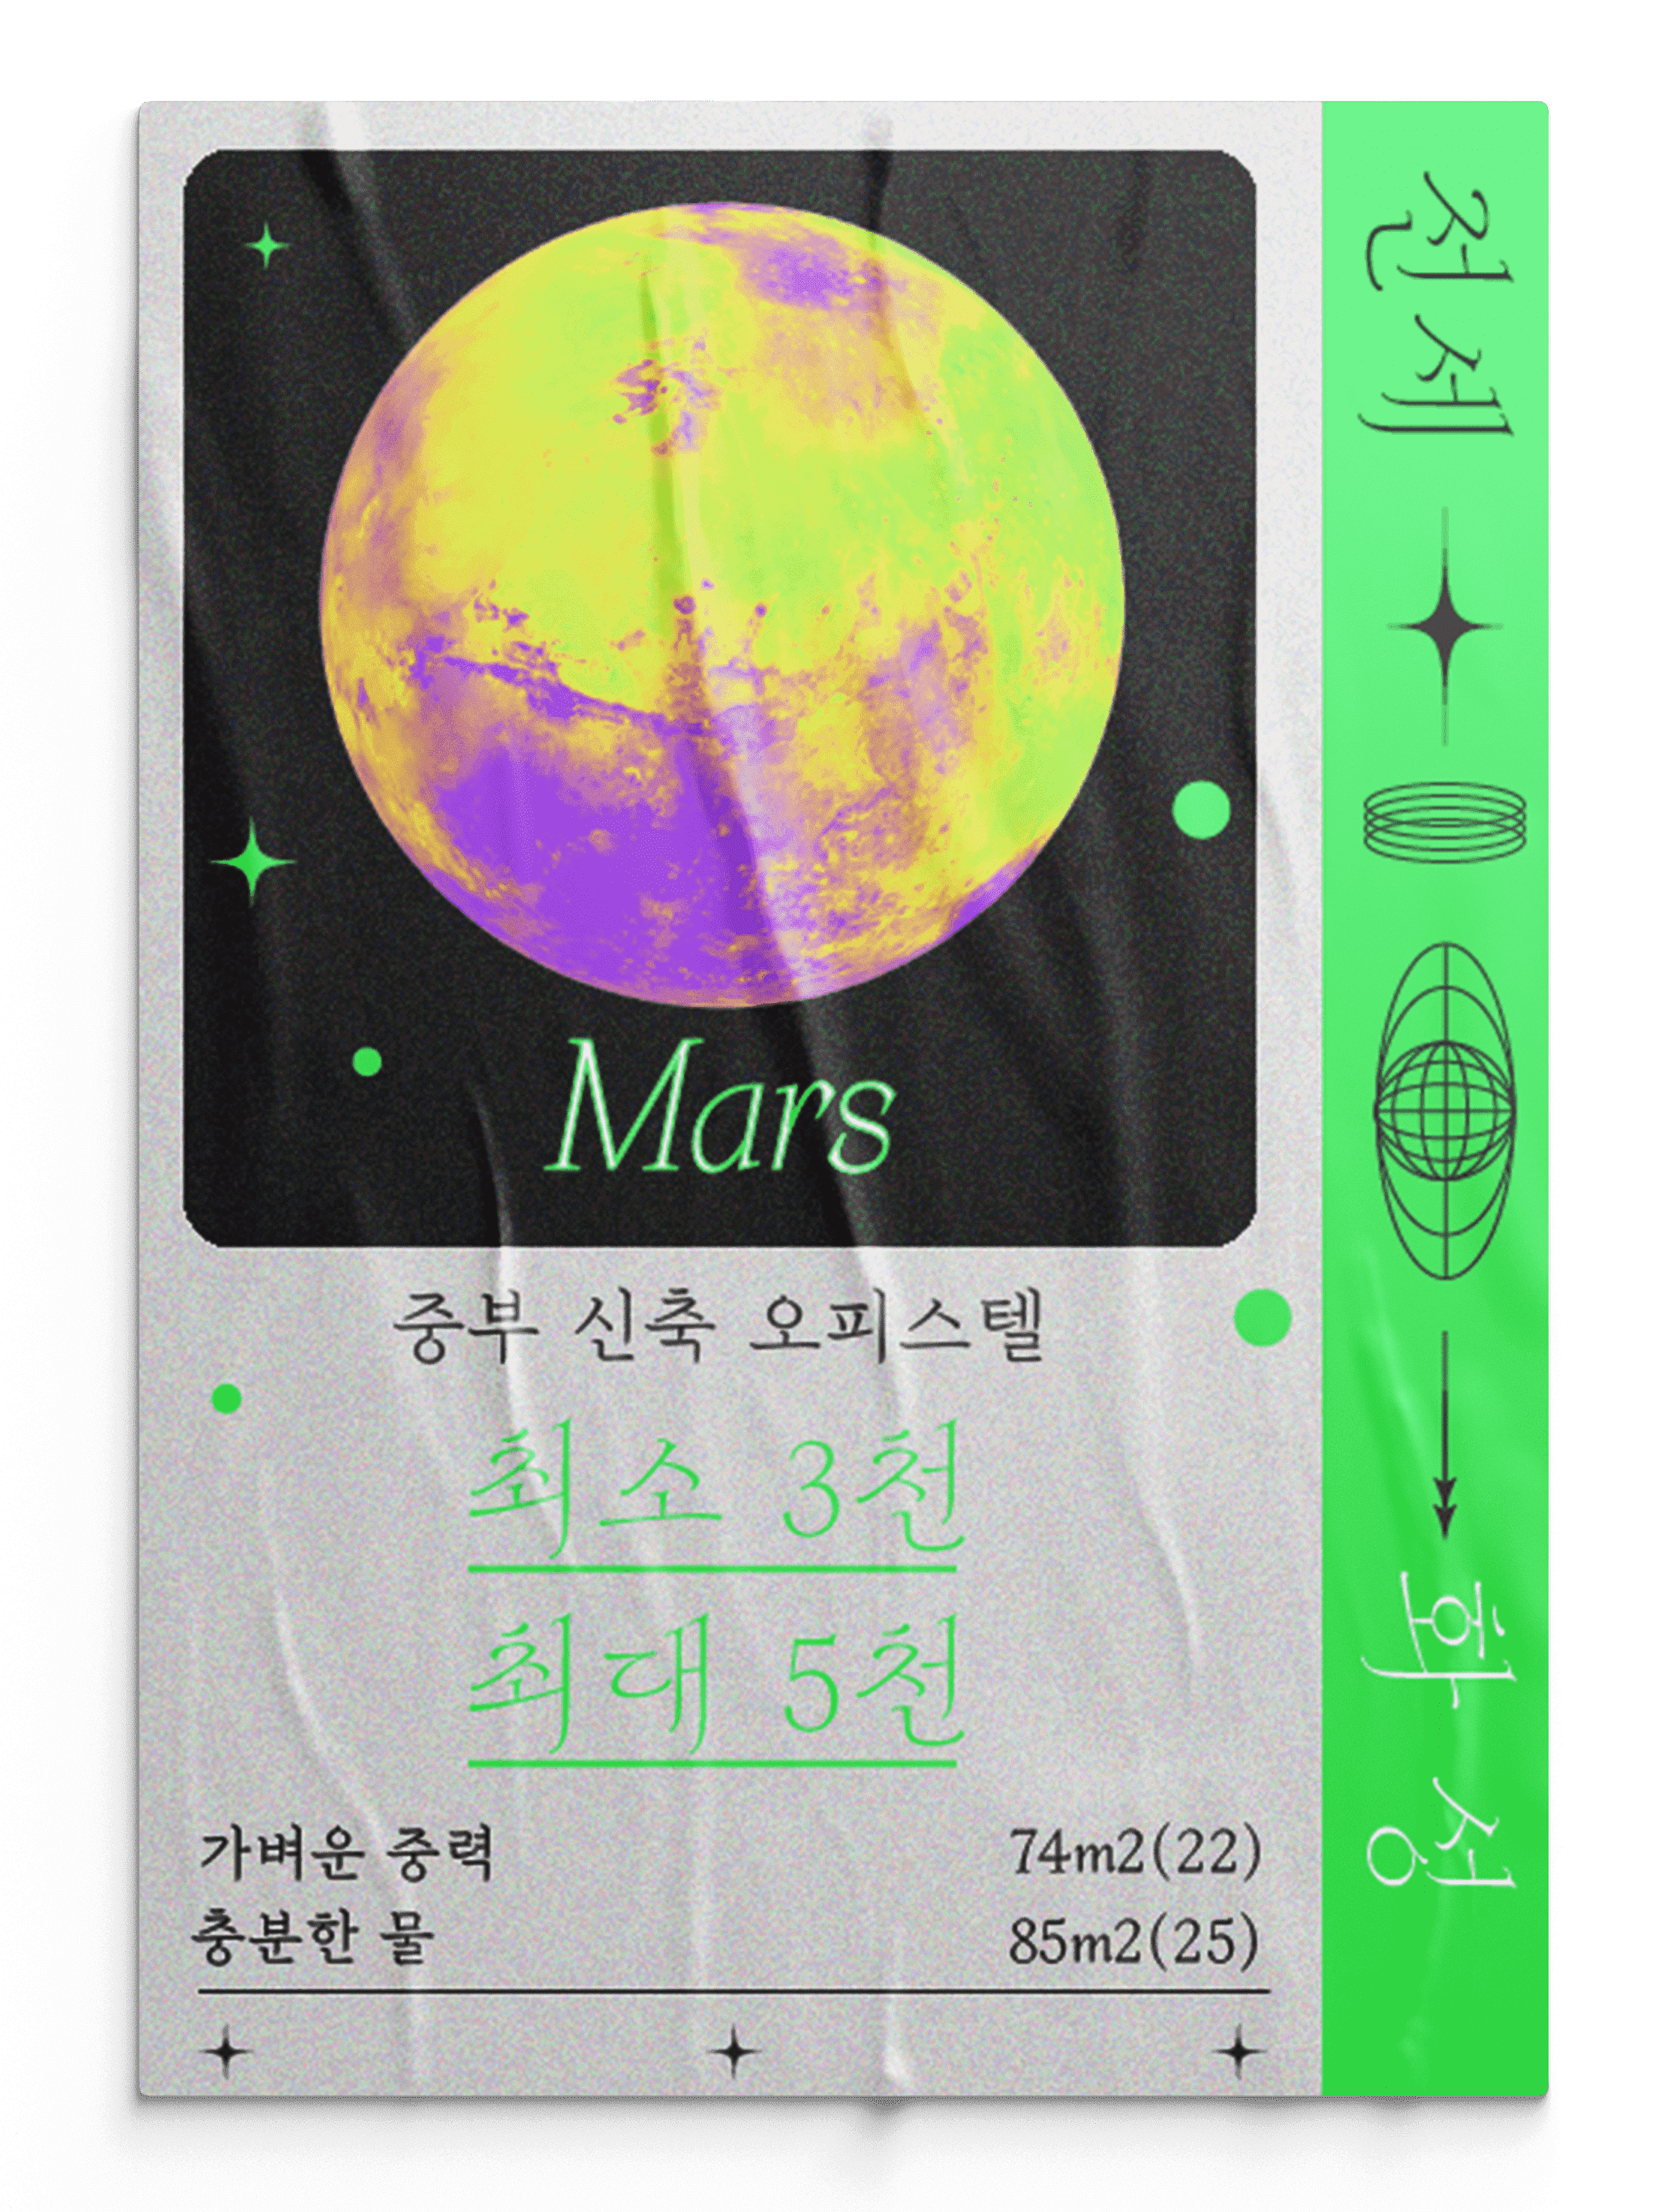 Mars
중부 신축 오피스텔
최소 3천
최대 5천
가벼운 중력 74m2(22)
충분한 물 85m2(25)
전세
화성